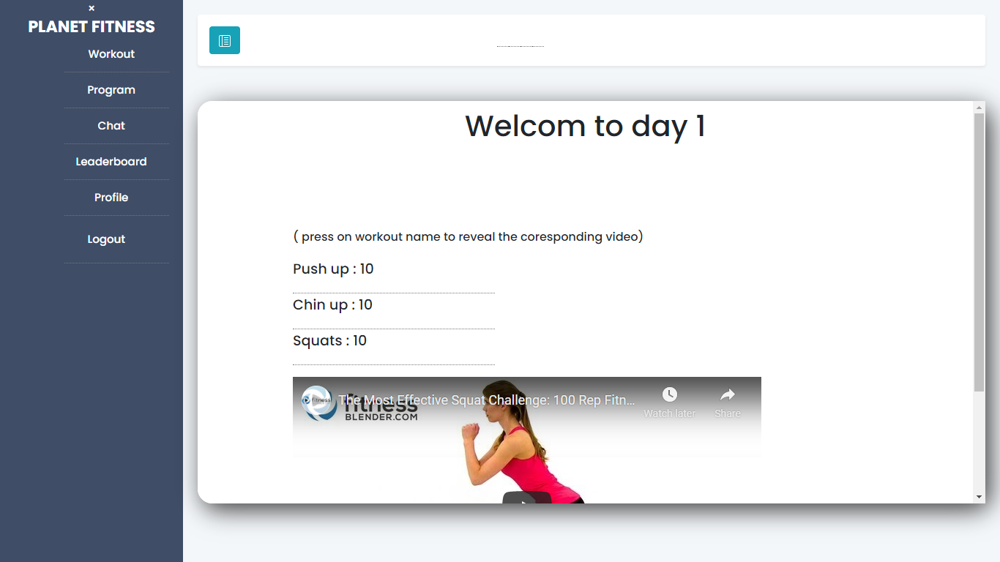 ×
PLANET FITNESS
Workout
Program
Chat
Leaderboard
Profile
Logout
Welcom to day 1
( press on workout name to reveal the coresponding video)
Push up : 10
Chin up : 10
Squats : 10
The Most Effective Squat Challenge: 100 Rep Fitn...
fitness
BLENDER.COM
fitness
Watch later
Share